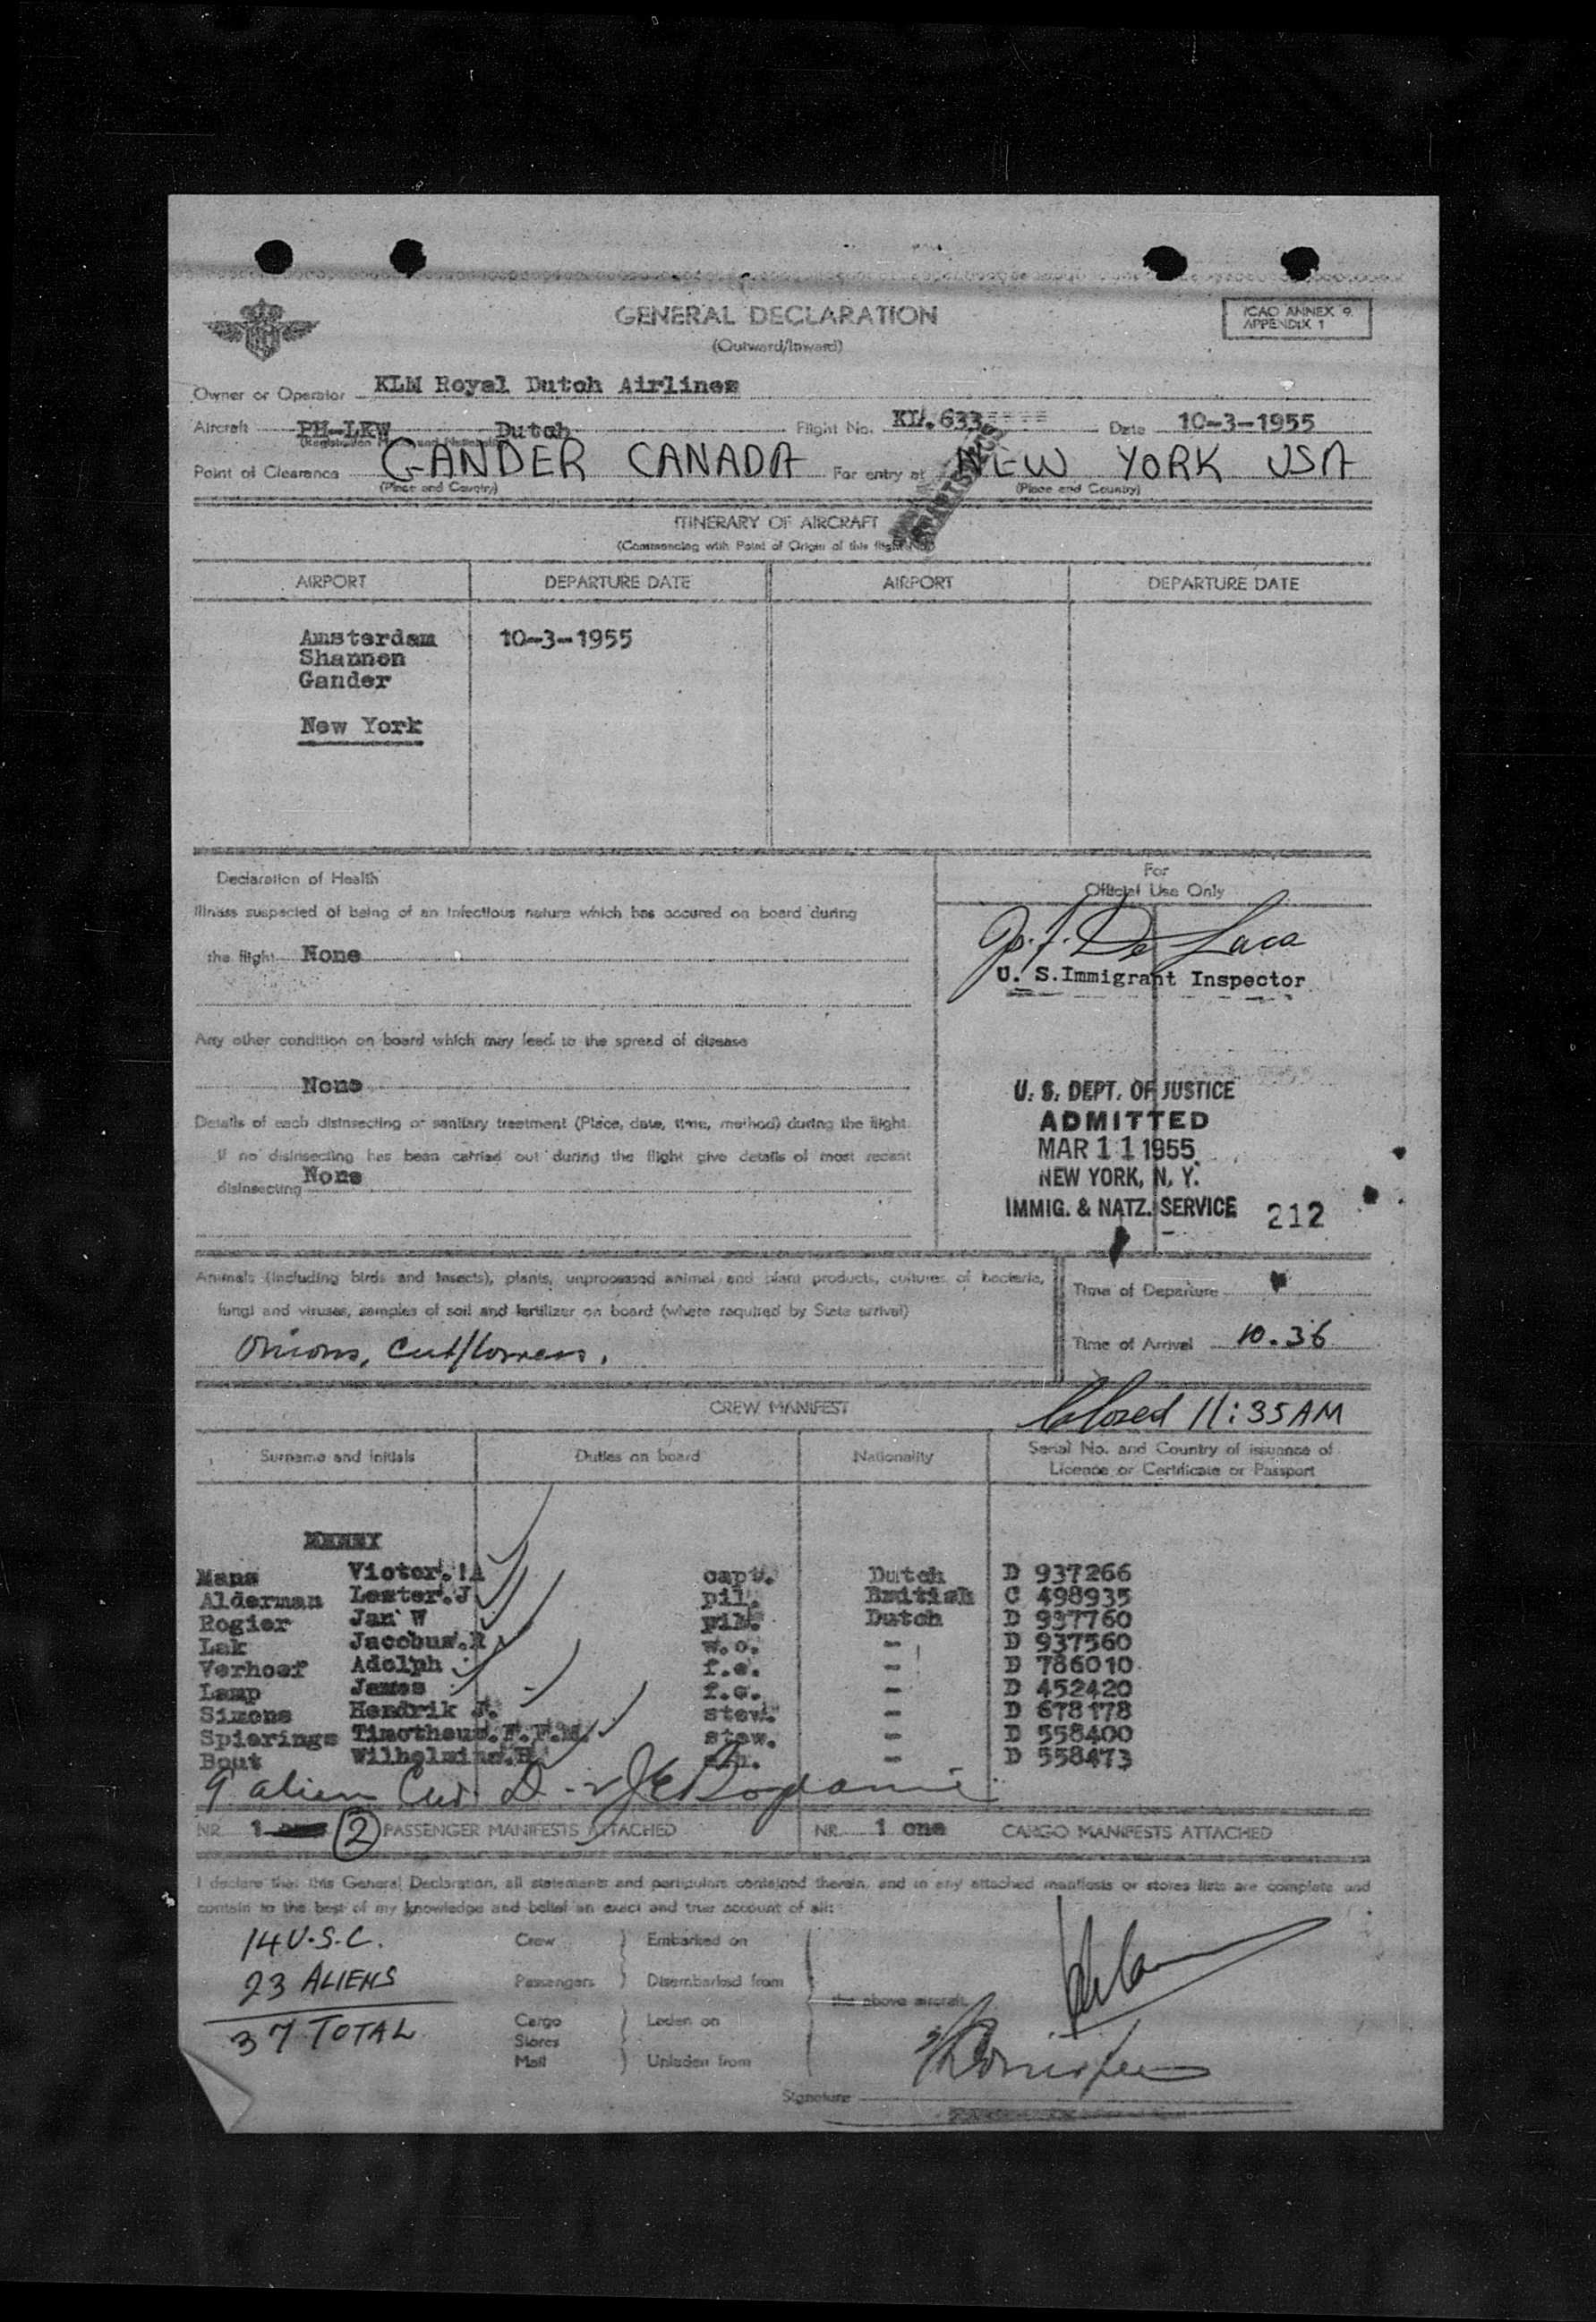 GENERAL DECLARATION
(Outward/Inward)
ICAO ANNEX 9
APPENDIX 1
Owner or Operator KLM Royal Dutch Airlines
Aircraft PH-LKW Dutch Flight No. KL.633 Date 10-3-1955
Point of Clearance GANDER CANADA For entry at NEW YORK USA
(Place and Country) (Place and Country)
ITINERARY OF AIRCRAFT
(Commencing with Point of Origin of this flight)
AIRPORT DEPARTURE DATE AIRPORT DEPARTURE DATE
Amsterdam 10-3-1955
Shannon
Gander
New York
Declaration of Health
For
Official Use Only
Illness suspected of being of an infectious nature which has occured on board during
the flight None
De Luca
U. S. Immigrant Inspector
Any other condition on board which may lead to the spread of disease
None
U. S. DEPT. OF JUSTICE
ADMITTED
MAR 11 1955
NEW YORK, N. Y.
IMMIG. & NATZ. SERVICE 212
Details of each disinsecting or sanitary treatment (Place, date, time, method) during the flight
If no disinsecting has been carried out during the flight give details of most recent
disinsecting None
Animals (including birds and insects), plants, unprocessed animal and plant products, cultures of bacteria,
fungi and viruses, samples of soil and fertilizer on board (where required by State arrival)
Onions, Cutflowers.
Time of Departure
Time of Arrival 10.36
CREW MANIFEST
Closed 11:35 AM
Surname and initials Duties on board Nationality Serial No. and Country of issuance of
Licence or Certificate or Passport
Mans Victor. A capt. Dutch D 937266
Alderman Lester. J pil. British C 498935
Rogier Jan W pil. Dutch D 937760
Lak Jacobus. R w.o. - D 937560
Verhoef Adolph f.e. - D 786010
Lamp James f.e. - D 452420
Simons Hendrik J. stew. - D 678178
Spierings Timotheus. F. F. M. stew. - D 558400
Bout Wilhelmina. H - D 558473
9 alien
NR 1 (2) PASSENGER MANIFESTS ATTACHED NR. 1 one CARGO MANIFESTS ATTACHED
I declare that this General Declaration, all statements and particulars contained therein, and in any attached manifests or stores lists are complete and
contain to the best of my knowledge and belief an exact and true account of all:
14 U.S.C.
23 ALIENS
37 TOTAL
Crew Embarked on
Passengers Disembarked from
the above aircraft
Cargo Laden on
Stores
Mail Unladen from
Signature